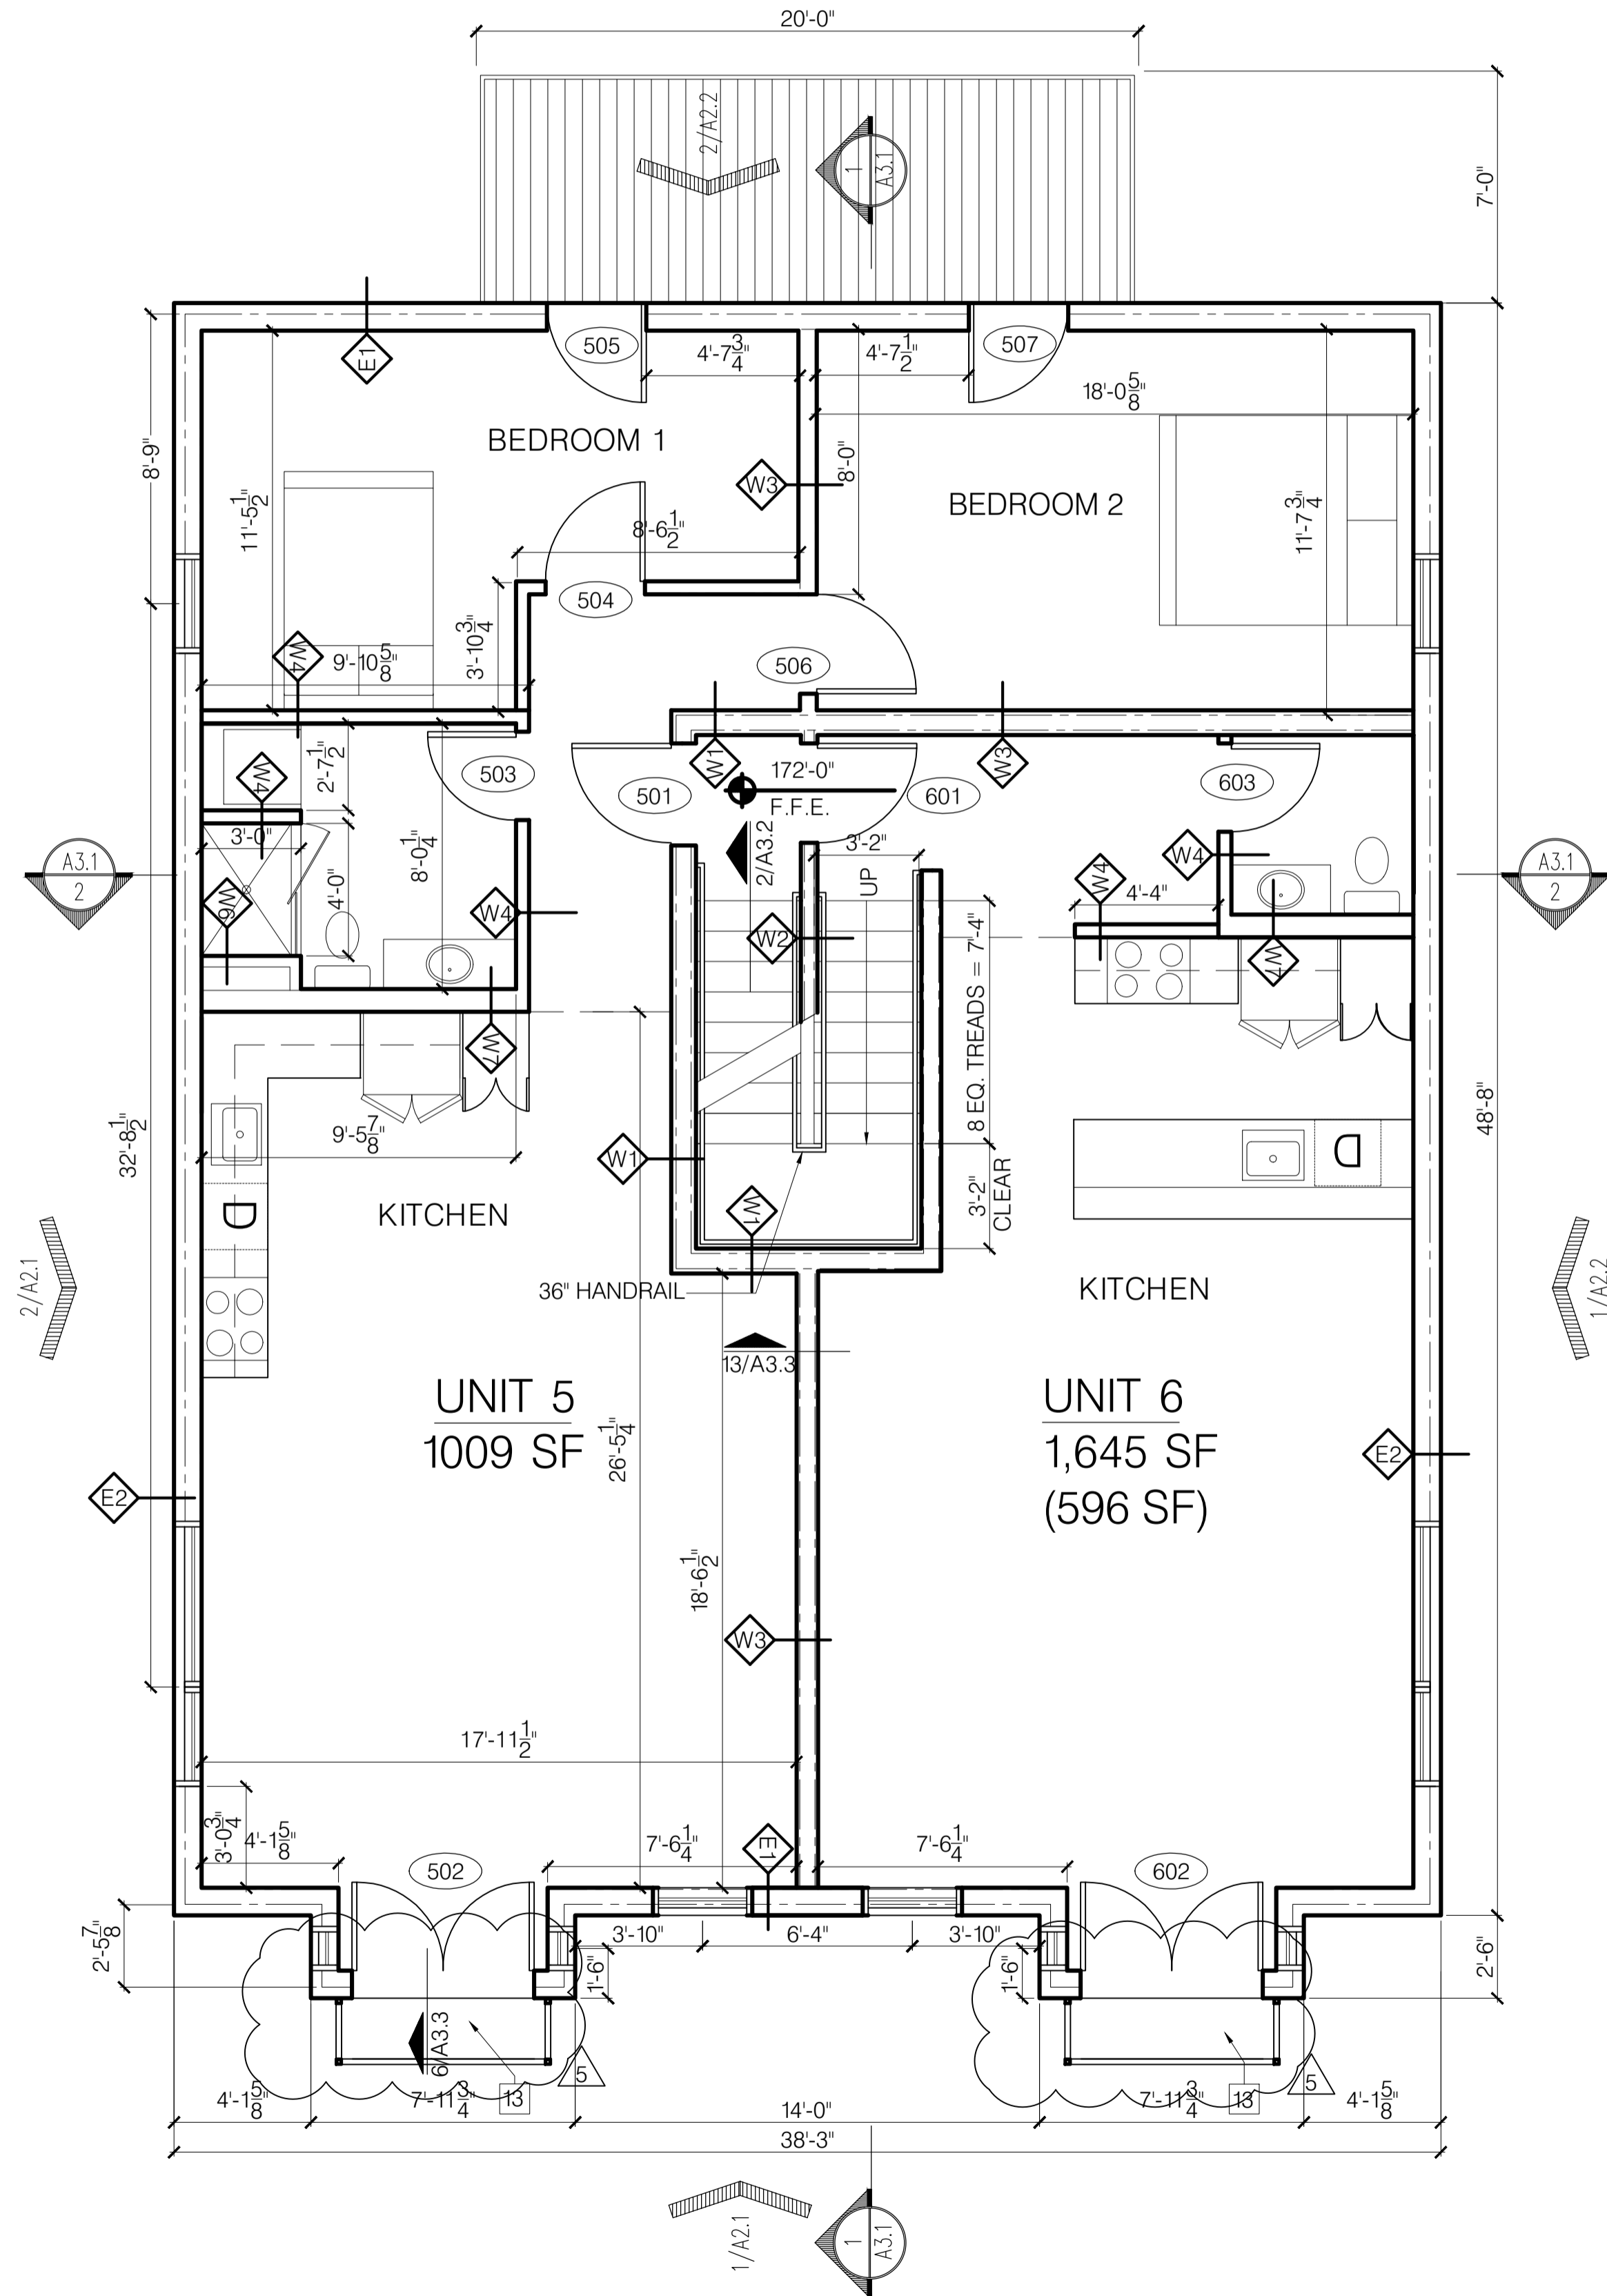 20'-0"
2/A2.2
1
A3.1
7'-0"
E1
505
4'-7 3/4"
4'-7 1/2"
507
18'-0 5/8"
8'-9"
BEDROOM 1
8'-0"
W3
BEDROOM 2
11'-5 1/2"
11'-7 3/4"
8'-6 1/2"
504
3'-10 3/4"
W4
9'-10 5/8"
506
2'-7 1/2"
503
W4
501
W1
172'-0"
F.F.E.
601
W3
603
A3.1
2
3'-0"
4'-0"
W6
8'-0 1/4"
W4
2/A3.2
3'-2"
UP
W2
W4
4'-4"
W4
W7
A3.1
2
8 EQ. TREADS = 7'-4"
W7
9'-5 7/8"
32'-8 1/2"
48'-8"
D
KITCHEN
W1
W1
3'-2"
CLEAR
D
2/A2.1
36" HANDRAIL
KITCHEN
1/A2.2
13/A3.3
UNIT 5
1009 SF
26'-5 1/4"
UNIT 6
1,645 SF
(596 SF)
E2
E2
18'-6 1/2"
W3
17'-11 1/2"
3'-0 3/4"
4'-1 5/8"
502
7'-6 1/4"
E1
7'-6 1/4"
602
2'-5 7/8"
3'-10"
6'-4"
3'-10"
1'-6"
1'-6"
2'-6"
6/A3.3
13
5
13
5
4'-1 5/8"
7'-11 3/4"
14'-0"
7'-11 3/4"
4'-1 5/8"
38'-3"
1/A2.1
1
A3.1